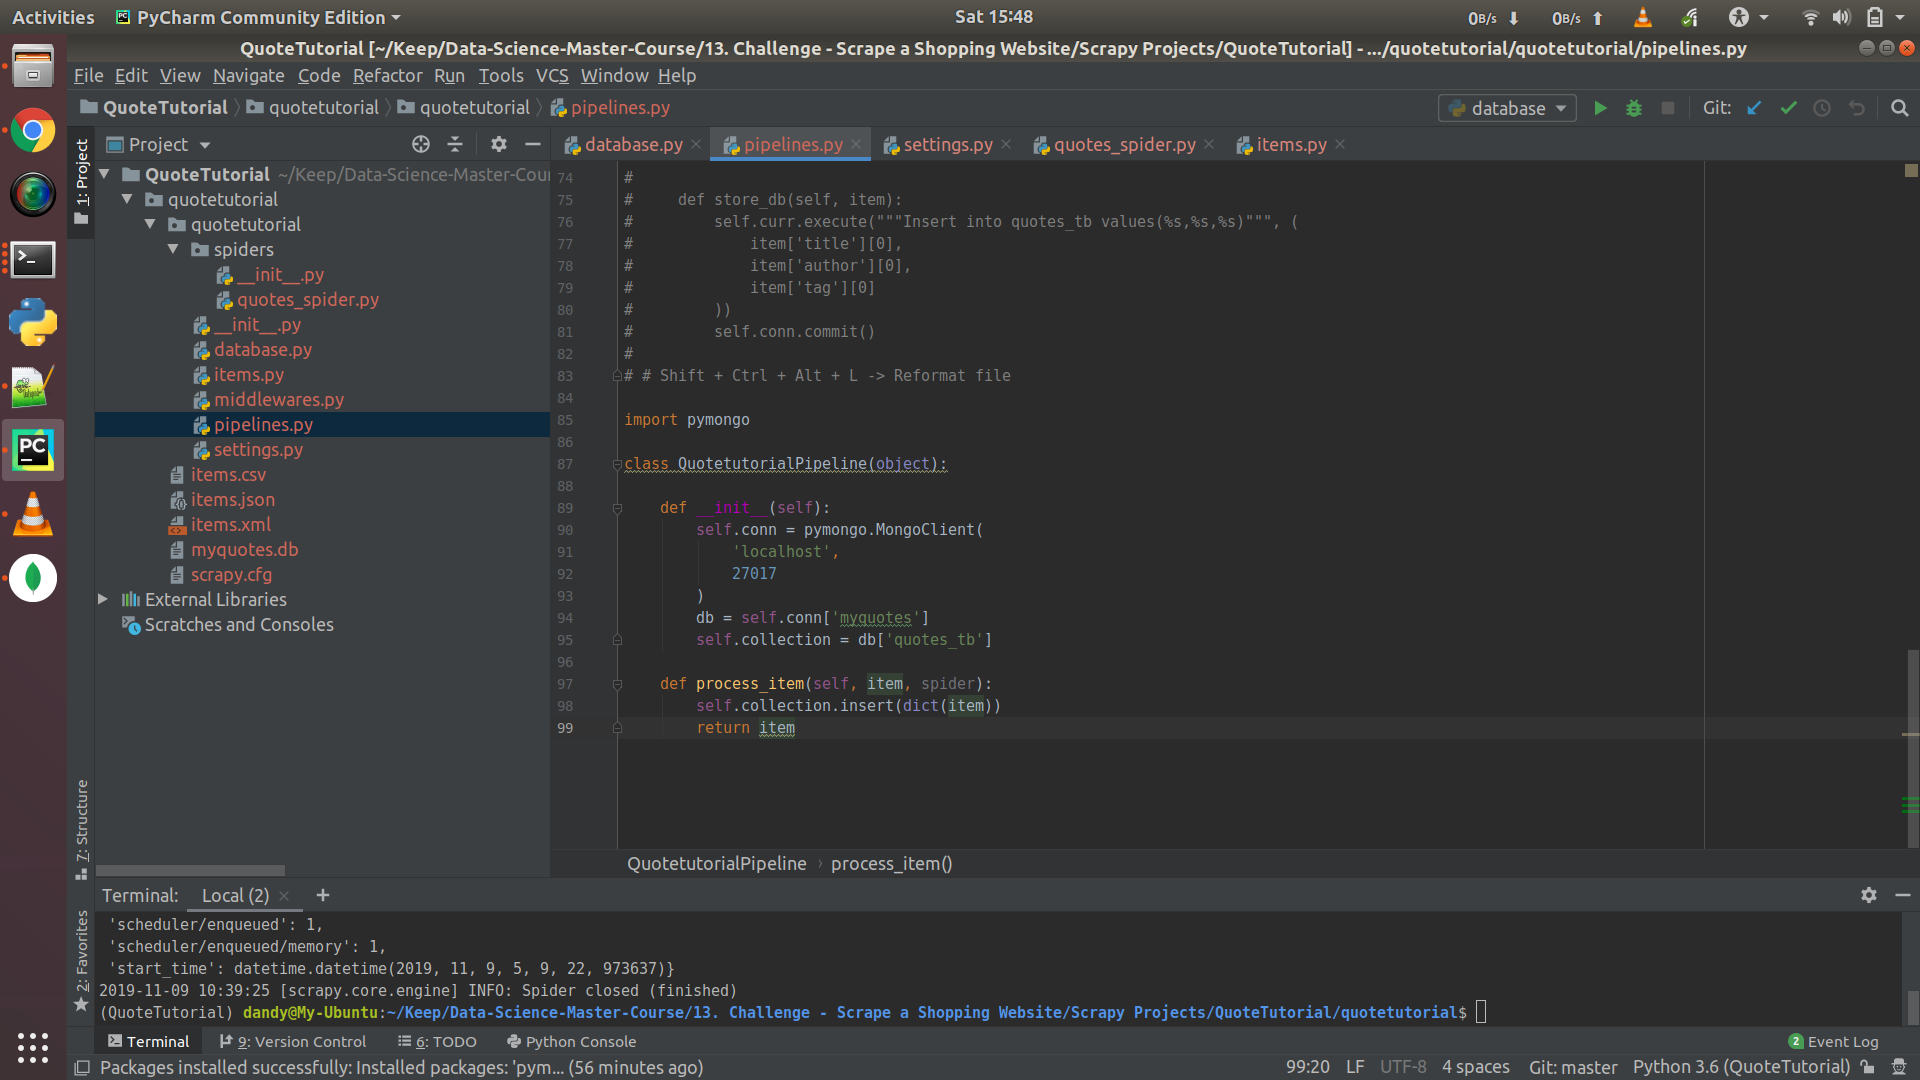 Activities PyCharm Community Edition Sat 15:48 0B/s 0B/s
QuoteTutorial [~/Keep/Data-Science-Master-Course/13. Challenge - Scrape a Shopping Website/Scrapy Projects/QuoteTutorial] - .../quotetutorial/quotetutorial/pipelines.py
File Edit View Navigate Code Refactor Run Tools VCS Window Help
QuoteTutorial quotetutorial quotetutorial pipelines.py database Git:
1: Project
Project
QuoteTutorial ~/Keep/Data-Science-Master-Cour
quotetutorial
quotetutorial
spiders
__init__.py
quotes_spider.py
__init__.py
database.py
items.py
middlewares.py
pipelines.py
settings.py
items.csv
items.json
items.xml
myquotes.db
scrapy.cfg
External Libraries
Scratches and Consoles
database.py pipelines.py settings.py quotes_spider.py items.py
74 #
75 #     def store_db(self, item):
76 #         self.curr.execute("""Insert into quotes_tb values(%s,%s,%s)""", (
77 #             item['title'][0],
78 #             item['author'][0],
79 #             item['tag'][0]
80 #         ))
81 #         self.conn.commit()
82 #
83 # # Shift + Ctrl + Alt + L -> Reformat file
84
85 import pymongo
86
87 class QuotetutorialPipeline(object):
88
89     def __init__(self):
90         self.conn = pymongo.MongoClient(
91             'localhost',
92             27017
93         )
94         db = self.conn['myquotes']
95         self.collection = db['quotes_tb']
96
97     def process_item(self, item, spider):
98         self.collection.insert(dict(item))
99         return item
QuotetutorialPipeline › process_item()
7: Structure
2: Favorites
Terminal: Local (2) +
'scheduler/enqueued': 1,
'scheduler/enqueued/memory': 1,
'start_time': datetime.datetime(2019, 11, 9, 5, 9, 22, 973637)}
2019-11-09 10:39:25 [scrapy.core.engine] INFO: Spider closed (finished)
(QuoteTutorial) dandy@My-Ubuntu:~/Keep/Data-Science-Master-Course/13. Challenge - Scrape a Shopping Website/Scrapy Projects/QuoteTutorial/quotetutorial$
Terminal 9: Version Control 6: TODO Python Console 2 Event Log
Packages installed successfully: Installed packages: 'pym... (56 minutes ago) 99:20 LF UTF-8 4 spaces Git: master Python 3.6 (QuoteTutorial)
PC